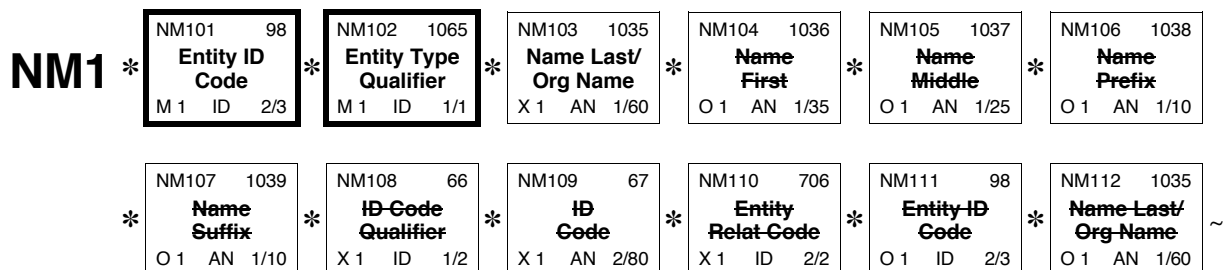 NM1 * NM101 98 * NM102 1065 * NM103 1035 * NM104 1036 * NM105 1037 * NM106 1038
Entity ID Entity Type Name Last/ Name Name Name
Code Qualifier Org Name First Middle Prefix
M 1 ID 2/3 M 1 ID 1/1 X 1 AN 1/60 O 1 AN 1/35 O 1 AN 1/25 O 1 AN 1/10
* NM107 1039 * NM108 66 * NM109 67 * NM110 706 * NM111 98 * NM112 1035 ~
Name ID Code ID Entity Entity ID Name Last/
Suffix Qualifier Code Relat Code Code Org Name
O 1 AN 1/10 X 1 ID 1/2 X 1 AN 2/80 X 1 ID 2/2 O 1 ID 2/3 O 1 AN 1/60